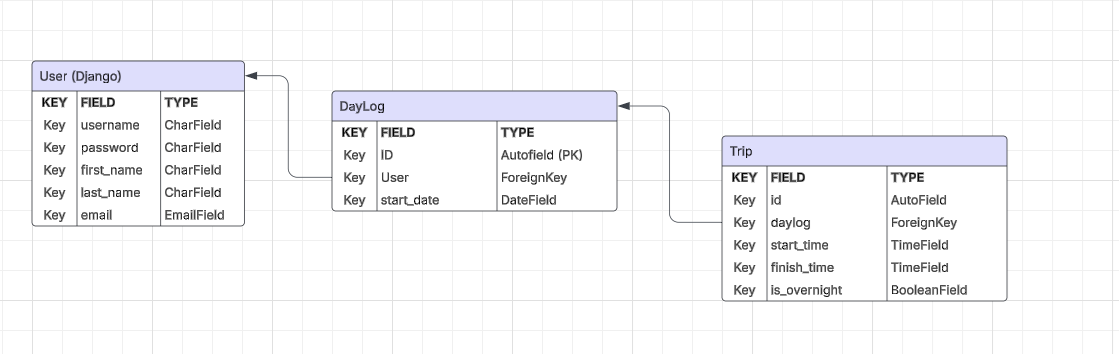 User (Django)
KEY FIELD TYPE
Key username CharField
Key password CharField
Key first_name CharField
Key last_name CharField
Key email EmailField
DayLog
KEY FIELD TYPE
Key ID Autofield (PK)
Key User ForeignKey
Key start_date DateField
Trip
KEY FIELD TYPE
Key id AutoField
Key daylog ForeignKey
Key start_time TimeField
Key finish_time TimeField
Key is_overnight BooleanField